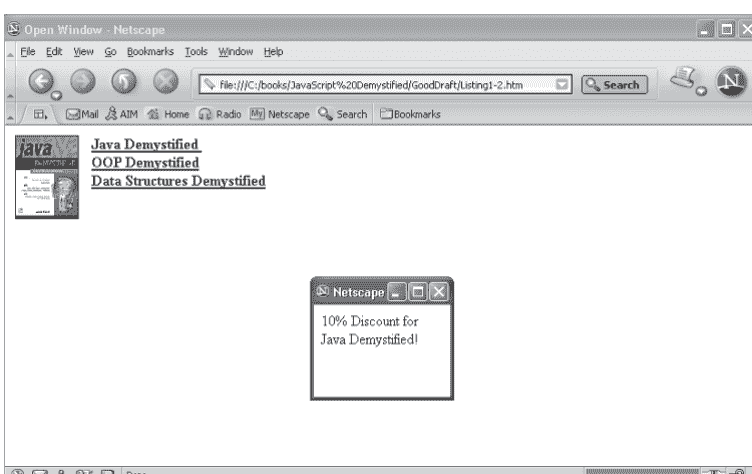 Open Window - Netscape
File Edit View Go Bookmarks Tools Window Help
file:///C:/books/JavaScript%20Demystified/GoodDraft/Listing1-2.htm Search N
Mail AIM Home Radio My Netscape Search Bookmarks
java
Java Demystified
OOP Demystified
Data Structures Demystified
Netscape
10% Discount for
Java Demystified!